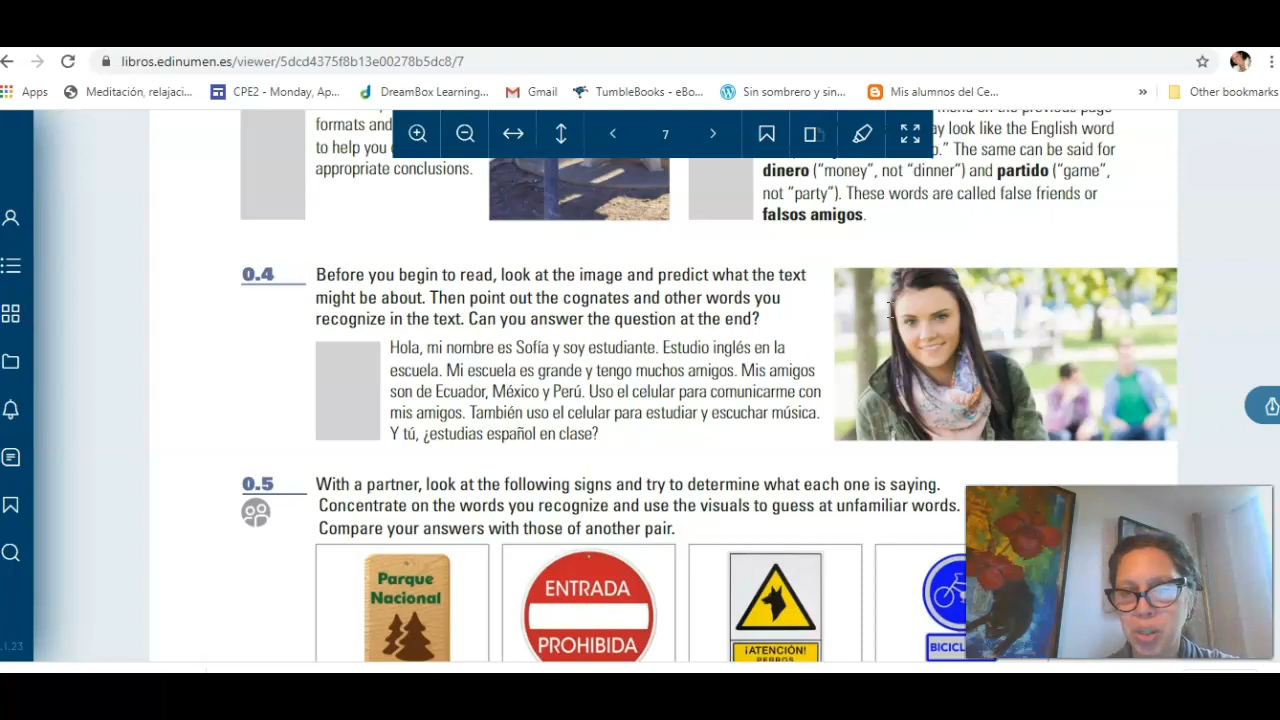 libros.edinumen.es/viewer/5dcd4375f8b13e00278b5dc8/7
Apps
Meditación, relajaci...
CPE2 - Monday, Ap...
DreamBox Learning...
Gmail
TumbleBooks - eBo...
Sin sombrero y sin...
Mis alumnos del Ce...
»
Other bookmarks
7
formats and
to help you
appropriate conclusions.
on the previous page
ay look like the English word
." The same can be said for
dinero ("money", not "dinner") and partido ("game",
not "party"). These words are called false friends or
falsos amigos.
0.4
Before you begin to read, look at the image and predict what the text
might be about. Then point out the cognates and other words you
recognize in the text. Can you answer the question at the end?
Hola, mi nombre es Sofía y soy estudiante. Estudio inglés en la
escuela. Mi escuela es grande y tengo muchos amigos. Mis amigos
son de Ecuador, México y Perú. Uso el celular para comunicarme con
mis amigos. También uso el celular para estudiar y escuchar música.
Y tú, ¿estudias español en clase?
0.5
With a partner, look at the following signs and try to determine what each one is saying.
Concentrate on the words you recognize and use the visuals to guess at unfamiliar words.
Compare your answers with those of another pair.
Parque
Nacional
ENTRADA
PROHIBIDA
¡ATENCIÓN!
PERROS
BICICL
.1.23